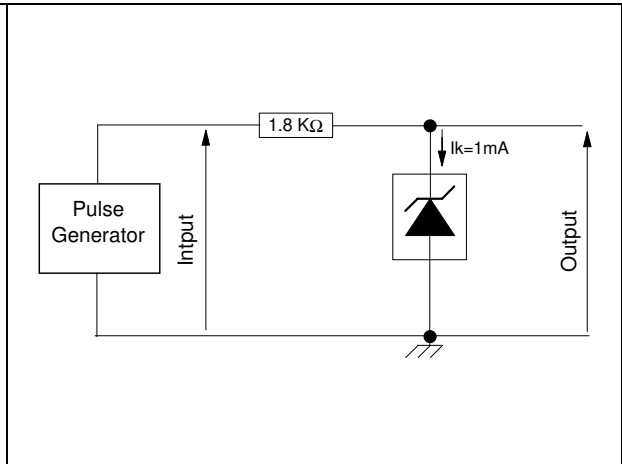 1.8 KΩ
Ik=1mA
Pulse
Generator
Intput
Output